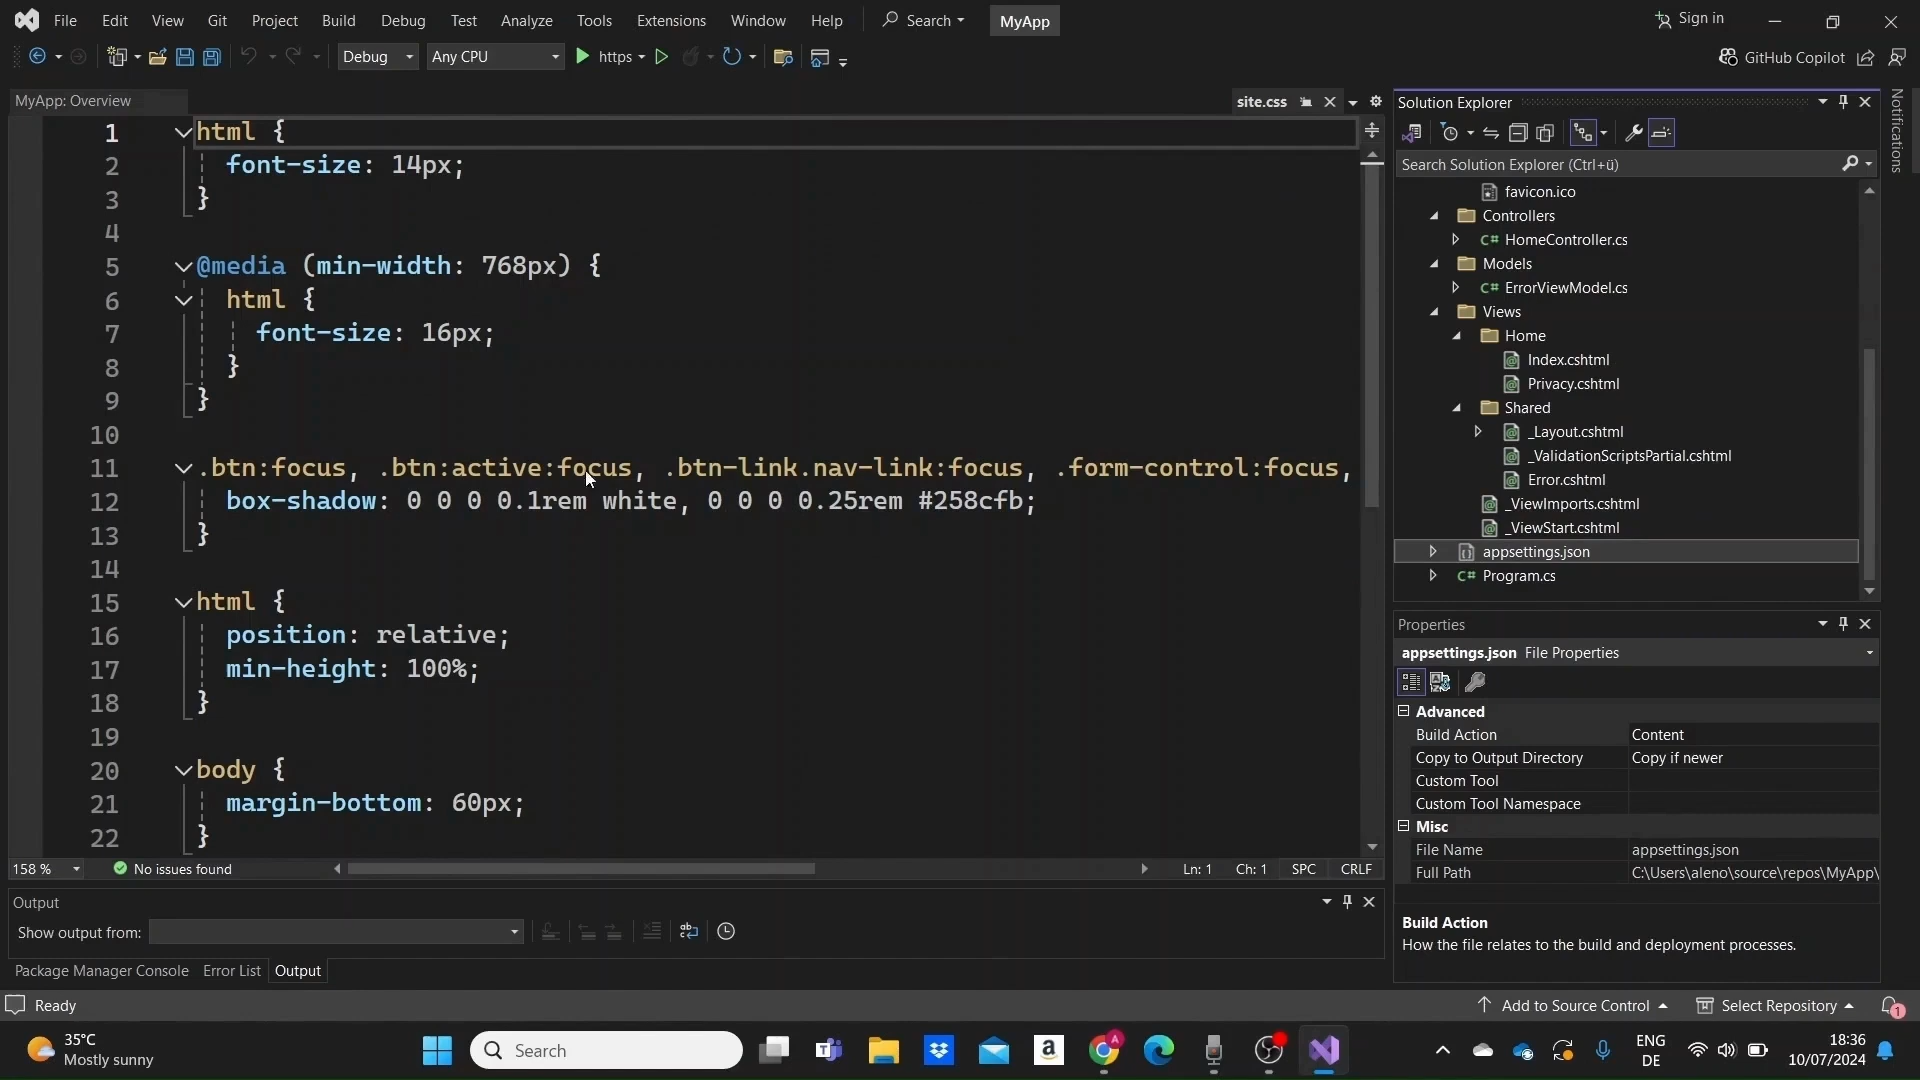 File Edit View Git Project Build Debug Test Analyze Tools Extensions Window Help Search MyApp Sign in
Debug Any CPU https GitHub Copilot
MyApp: Overview site.css
1 html {
2 font-size: 14px;
3 }
4
5 @media (min-width: 768px) {
6 html {
7 font-size: 16px;
8 }
9 }
10
11 .btn:focus, .btn:active:focus, .btn-link.nav-link:focus, .form-control:focus,
12 box-shadow: 0 0 0 0.1rem white, 0 0 0 0.25rem #258cfb;
13 }
14
15 html {
16 position: relative;
17 min-height: 100%;
18 }
19
20 body {
21 margin-bottom: 60px;
22 }
158 % No issues found Ln: 1 Ch: 1 SPC CRLF
Output
Show output from:
Package Manager Console Error List Output
Solution Explorer
Search Solution Explorer (Ctrl+ü)
favicon.ico
Controllers
C# HomeController.cs
Models
C# ErrorViewModel.cs
Views
Home
Index.cshtml
Privacy.cshtml
Shared
_Layout.cshtml
_ValidationScriptsPartial.cshtml
Error.cshtml
_ViewImports.cshtml
_ViewStart.cshtml
appsettings.json
C# Program.cs
Notifications
Properties
appsettings.json File Properties
Advanced
Build Action Content
Copy to Output Directory Copy if newer
Custom Tool
Custom Tool Namespace
Misc
File Name appsettings.json
Full Path C:\Users\aleno\source\repos\MyApp\
Build Action
How the file relates to the build and deployment processes.
Ready Add to Source Control Select Repository 1
35°C
Mostly sunny
Search
ENG
DE
18:36
10/07/2024